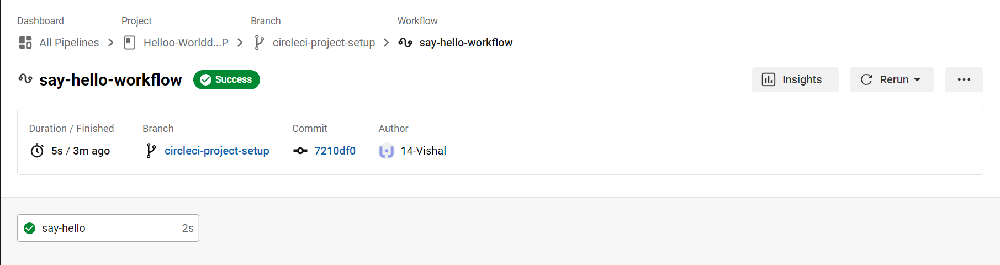 Dashboard Project Branch Workflow
All Pipelines Helloo-Worldd...P circleci-project-setup say-hello-workflow
say-hello-workflow Success Insights Rerun
Duration / Finished Branch Commit Author
5s / 3m ago circleci-project-setup 7210df0 14-Vishal
say-hello 2s